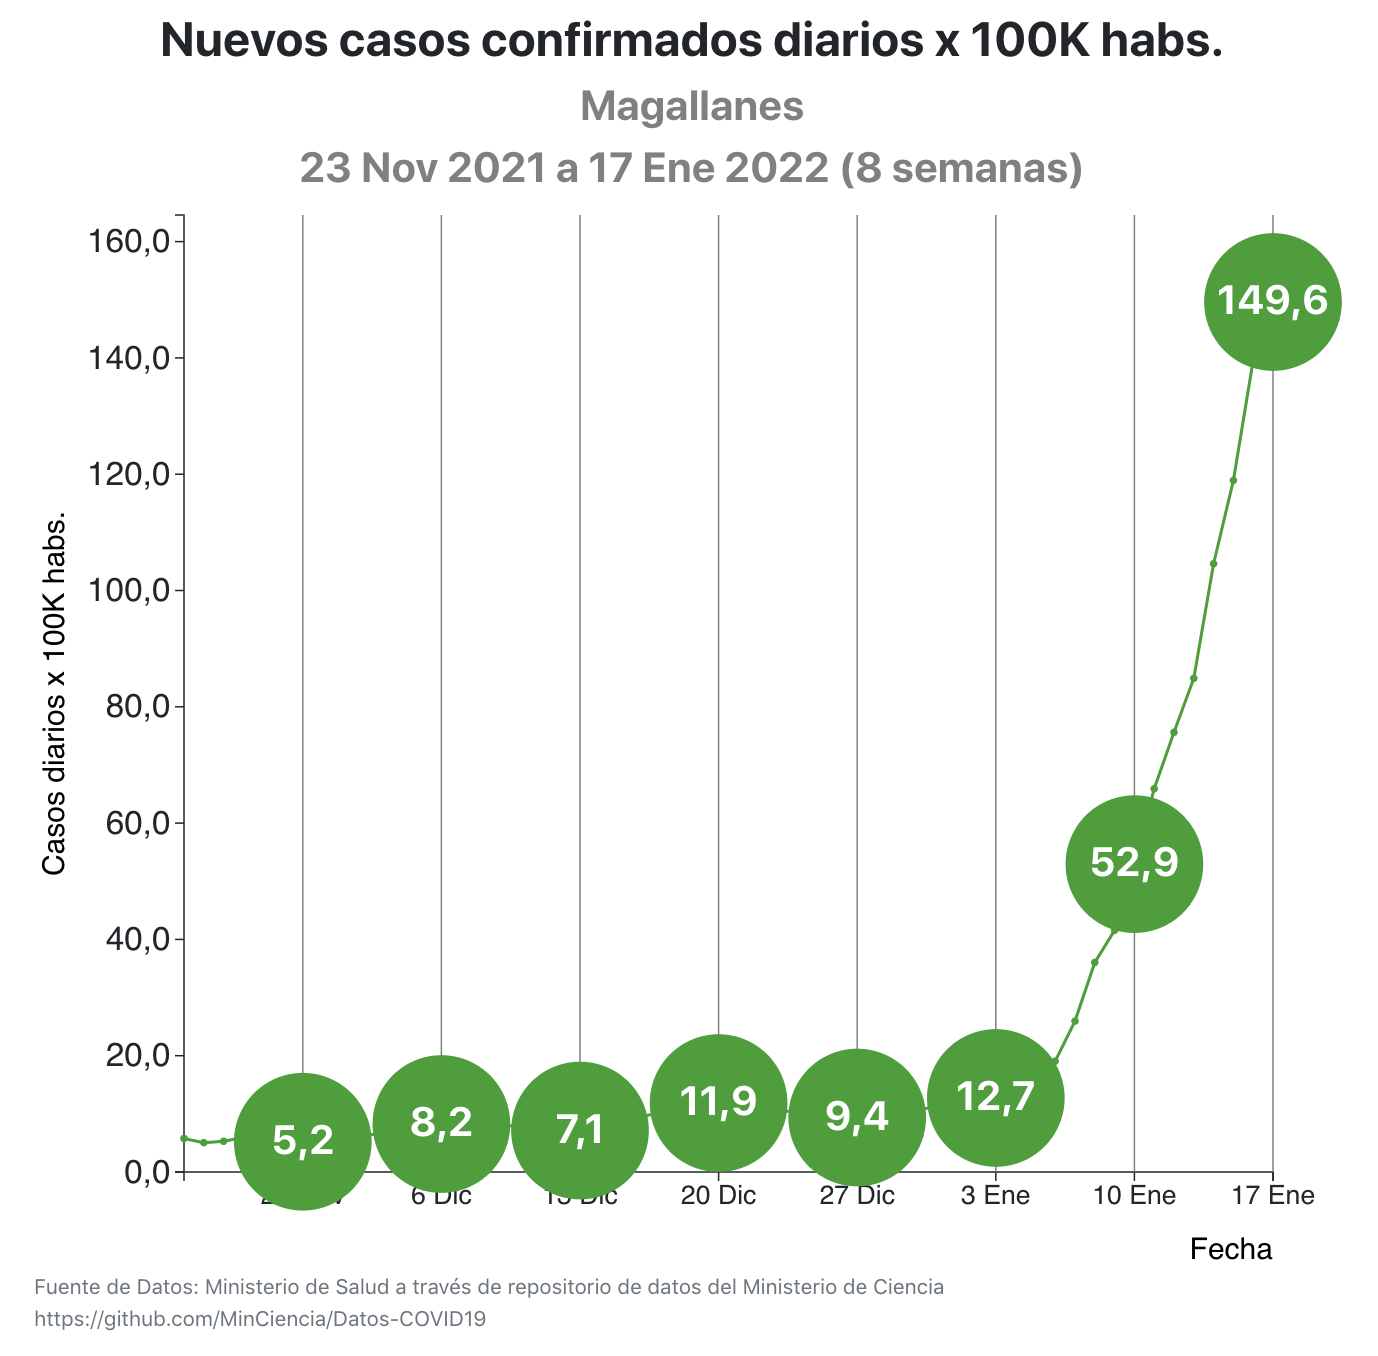 Nuevos casos confirmados diarios x 100K habs.
Magallanes
23 Nov 2021 a 17 Ene 2022 (8 semanas)
160,0
140,0
120,0
100,0
80,0
60,0
40,0
20,0
0,0
Casos diarios x 100K habs.
5,2
8,2
7,1
11,9
9,4
12,7
52,9
149,6
6 Dic
13 Dic
20 Dic
27 Dic
3 Ene
10 Ene
17 Ene
Fecha
Fuente de Datos: Ministerio de Salud a través de repositorio de datos del Ministerio de Ciencia
https://github.com/MinCiencia/Datos-COVID19